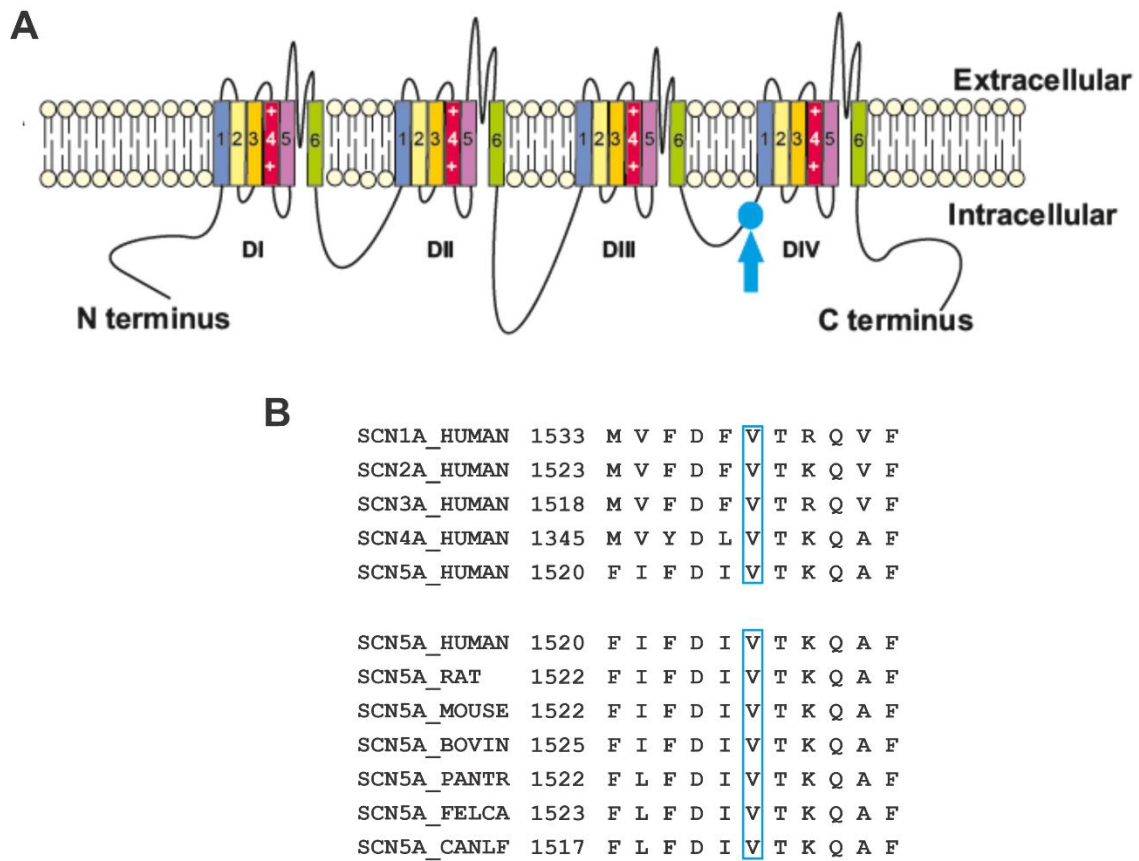 A
Extracellular
1 2 3 + 4 + 5 6 1 2 3 + 4 + 5 6 1 2 3 + 4 + 5 6 1 2 3 + 4 + 5 6
Intracellular
DI DII DIII DIV
N terminus C terminus
B
SCN1A_HUMAN 1533 M V F D F V T R Q V F
SCN2A_HUMAN 1523 M V F D F V T K Q V F
SCN3A_HUMAN 1518 M V F D F V T R Q V F
SCN4A_HUMAN 1345 M V Y D L V T K Q A F
SCN5A_HUMAN 1520 F I F D I V T K Q A F
SCN5A_HUMAN 1520 F I F D I V T K Q A F
SCN5A_RAT 1522 F I F D I V T K Q A F
SCN5A_MOUSE 1522 F I F D I V T K Q A F
SCN5A_BOVIN 1525 F I F D I V T K Q A F
SCN5A_PANTR 1522 F L F D I V T K Q A F
SCN5A_FELCA 1523 F L F D I V T K Q A F
SCN5A_CANLF 1517 F L F D I V T K Q A F